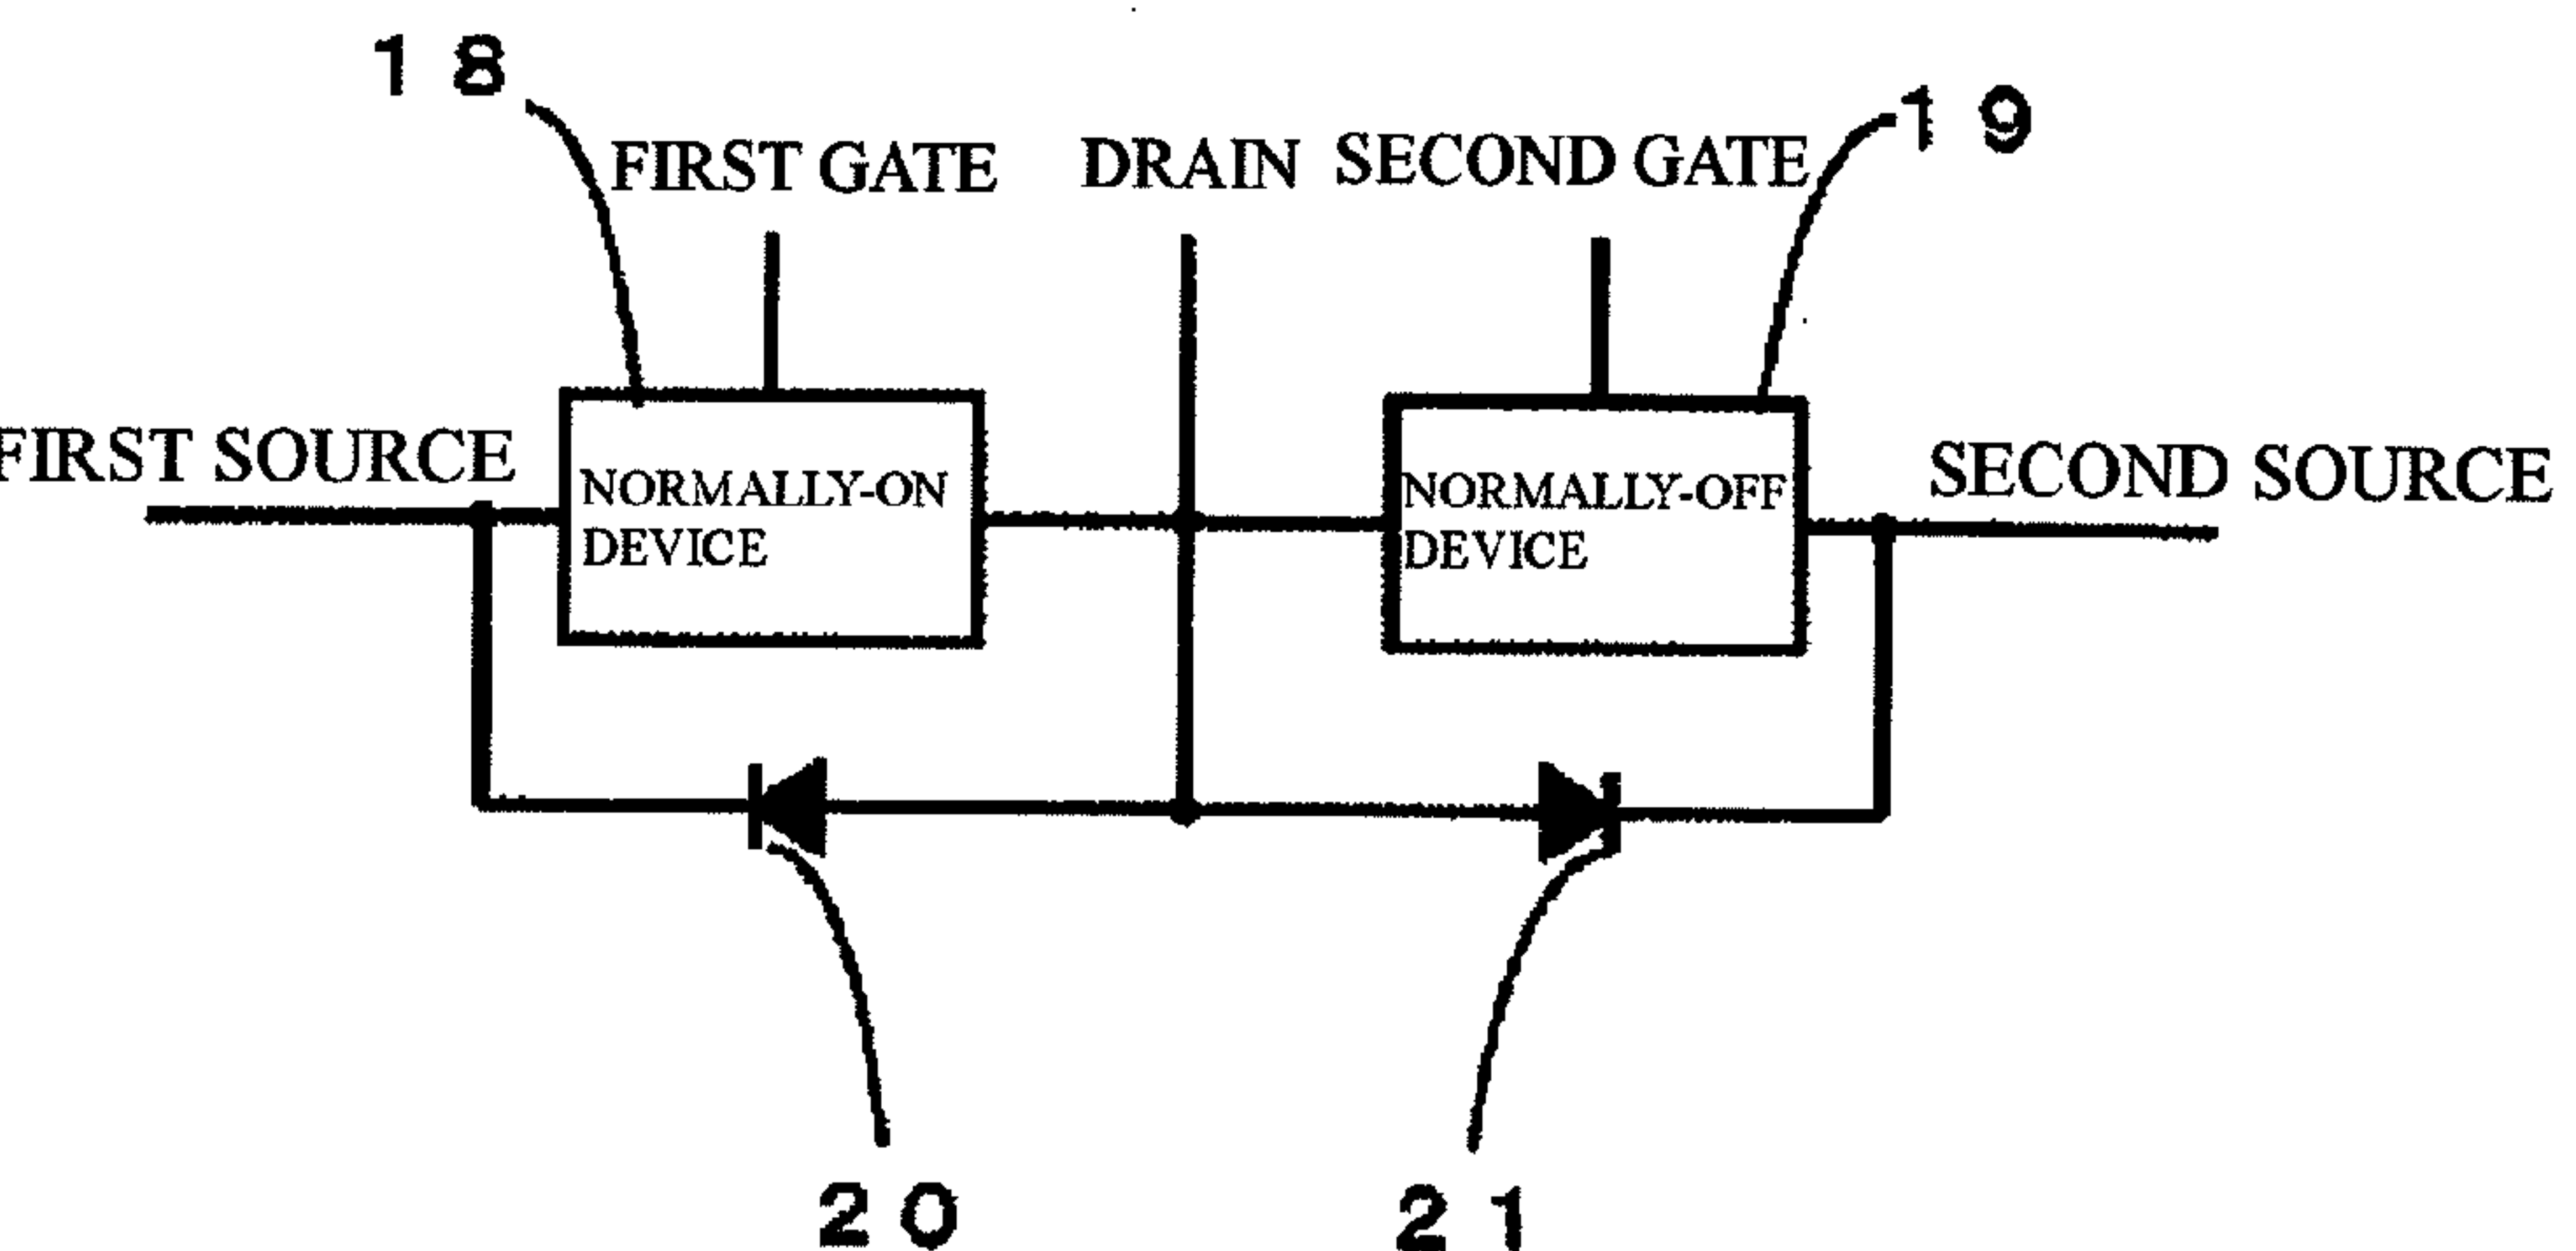 18
19
FIRST GATE
DRAIN
SECOND GATE
FIRST SOURCE
NORMALLY-ON
DEVICE
NORMALLY-OFF
DEVICE
SECOND SOURCE
20
21